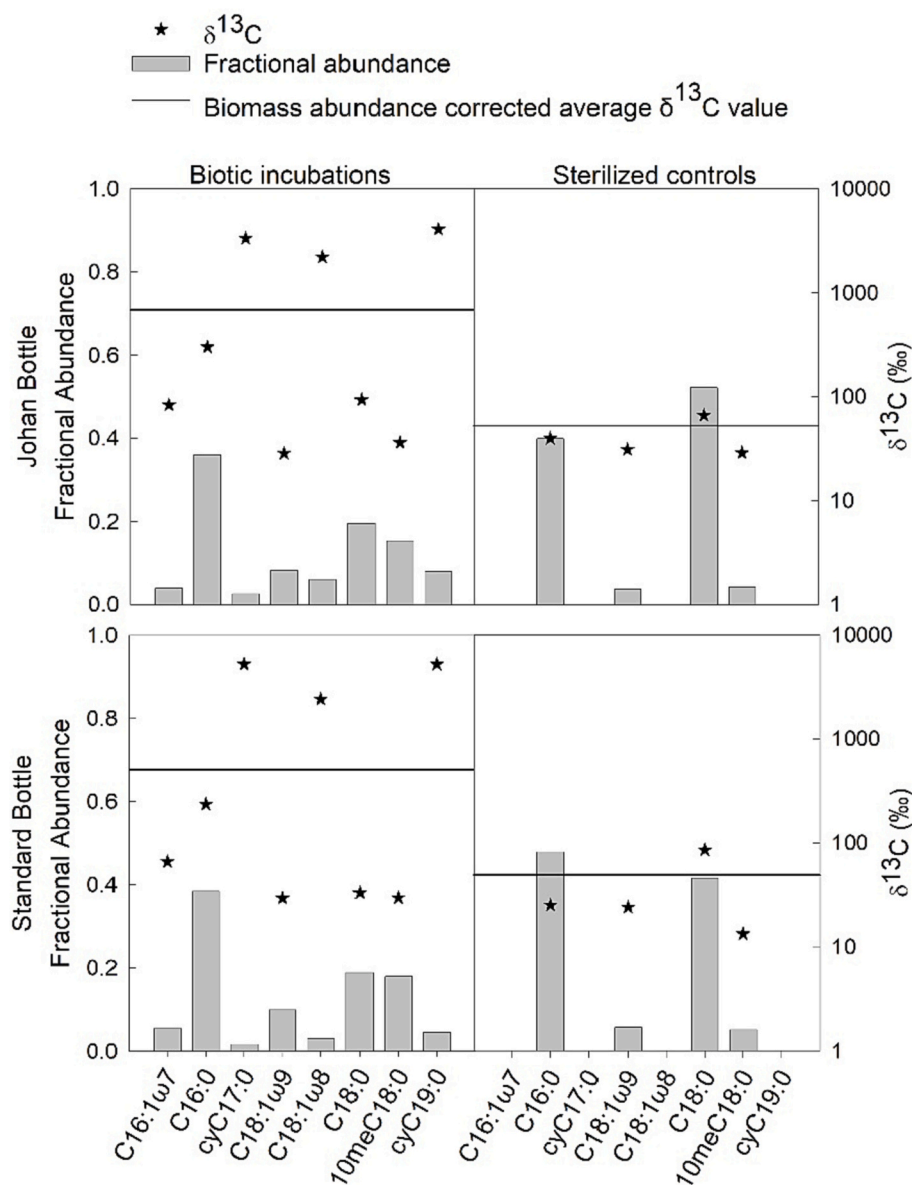 δ13C
Fractional abundance
Biomass abundance corrected average δ13C value
Biotic incubations
Sterilized controls
Johan Bottle
Fractional Abundance
1.0
0.8
0.6
0.4
0.2
0.0
10000
1000
100
10
1
δ13C (‰)
Standard Bottle
Fractional Abundance
1.0
0.8
0.6
0.4
0.2
0.0
10000
1000
100
10
1
δ13C (‰)
C16:1ω7
C16:0
cyC17:0
C18:1ω9
C18:1ω8
C18:0
10meC18:0
cyC19:0
C16:1ω7
C16:0
cyC17:0
C18:1ω9
C18:1ω8
C18:0
10meC18:0
cyC19:0